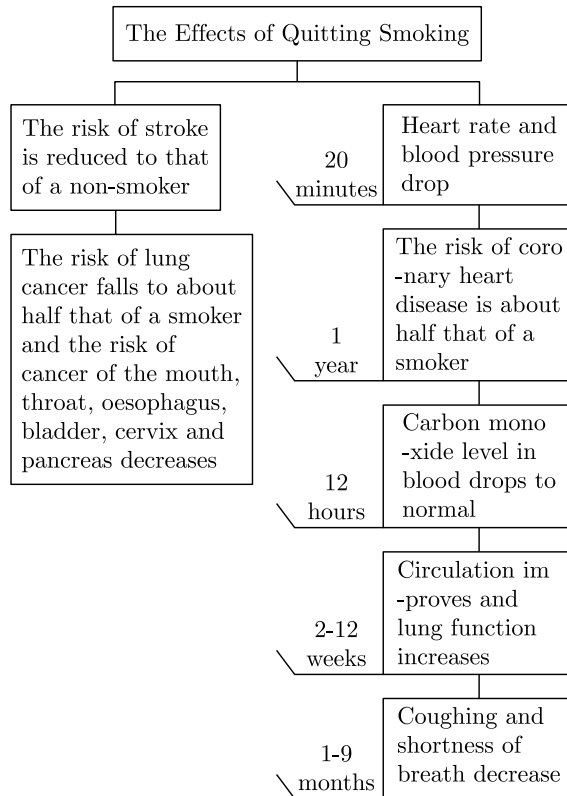 The Effects of Quitting Smoking
The risk of stroke
is reduced to that
of a non-smoker
The risk of lung
cancer falls to about
half that of a smoker
and the risk of
cancer of the mouth,
throat, oesophagus,
bladder, cervix and
pancreas decreases
20
minutes
Heart rate and
blood pressure
drop
1
year
The risk of coro
-nary heart
disease is about
half that of a
smoker
12
hours
Carbon mono
-xide level in
blood drops to
normal
2-12
weeks
Circulation im
-proves and
lung function
increases
1-9
months
Coughing and
shortness of
breath decrease